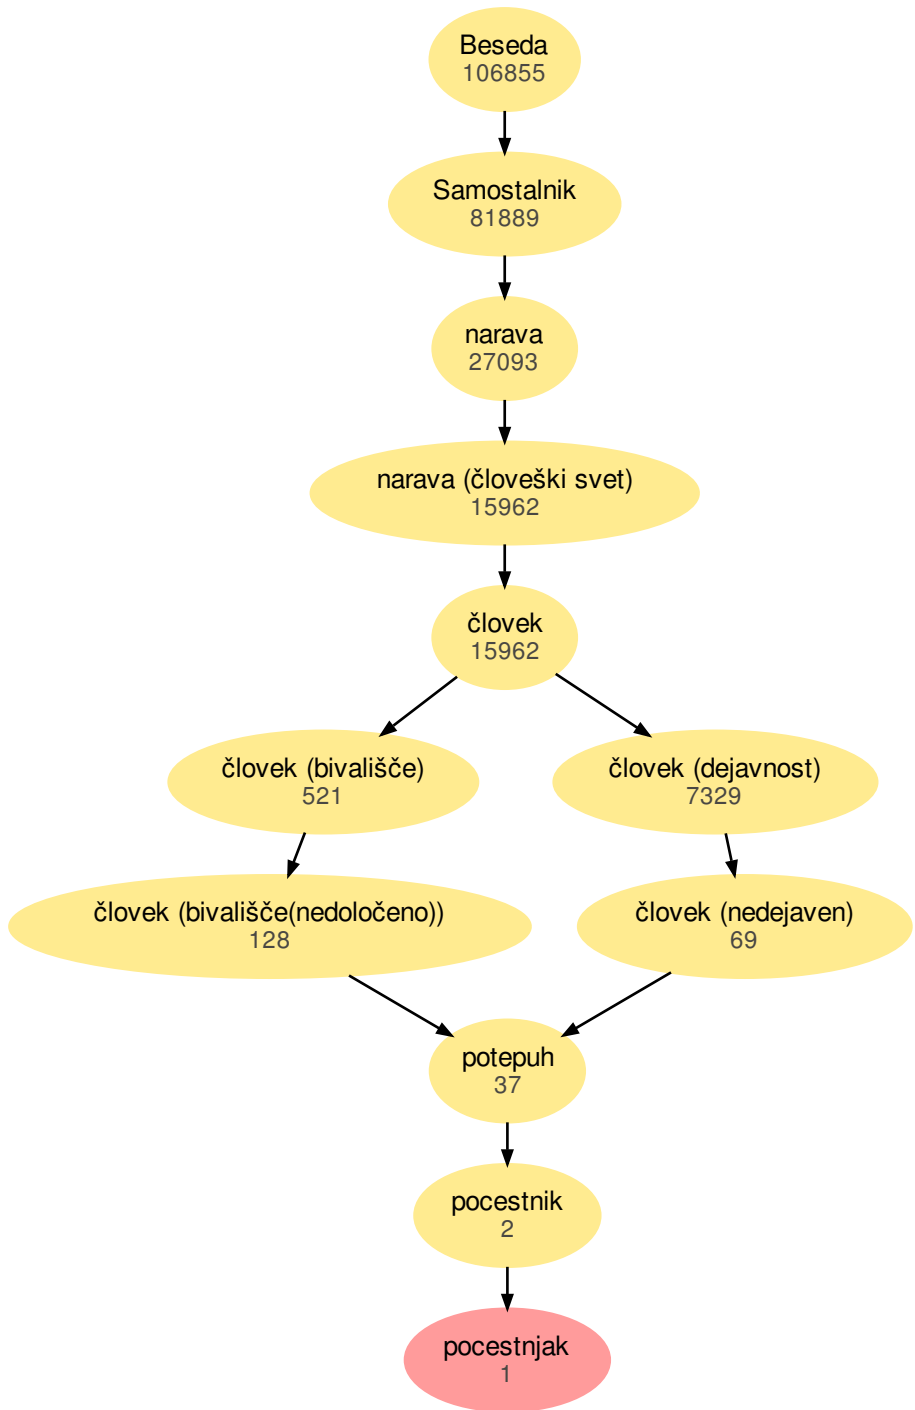 Beseda
106855
Samostalnik
81889
narava
27093
narava (človeški svet)
15962
človek
15962
človek (bivališče)
521
človek (dejavnost)
7329
človek (bivališče(nedoločeno))
128
človek (nedejaven)
69
potepuh
37
pocestnik
2
pocestnjak
1